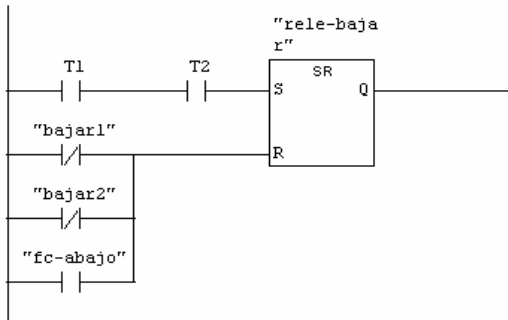 "rele-baja
r"
T1
T2
SR
S
Q
"bajar1"
R
"bajar2"
"fc-abajo"